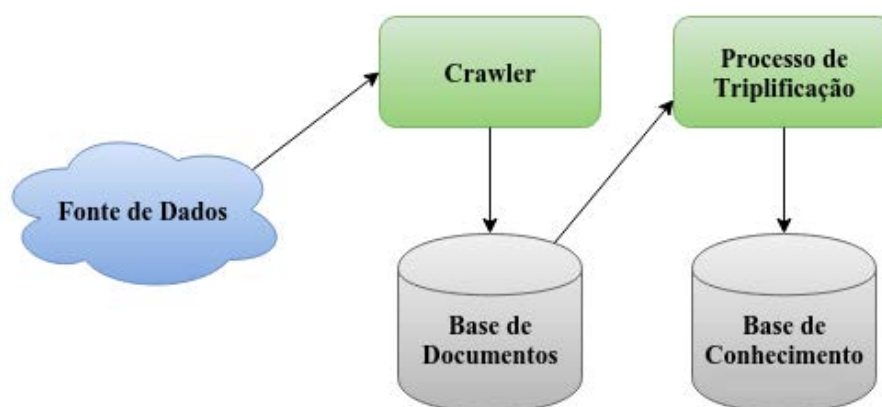 Fonte de Dados
Crawler
Base de
Documentos
Processo de
Triplificação
Base de
Conhecimento